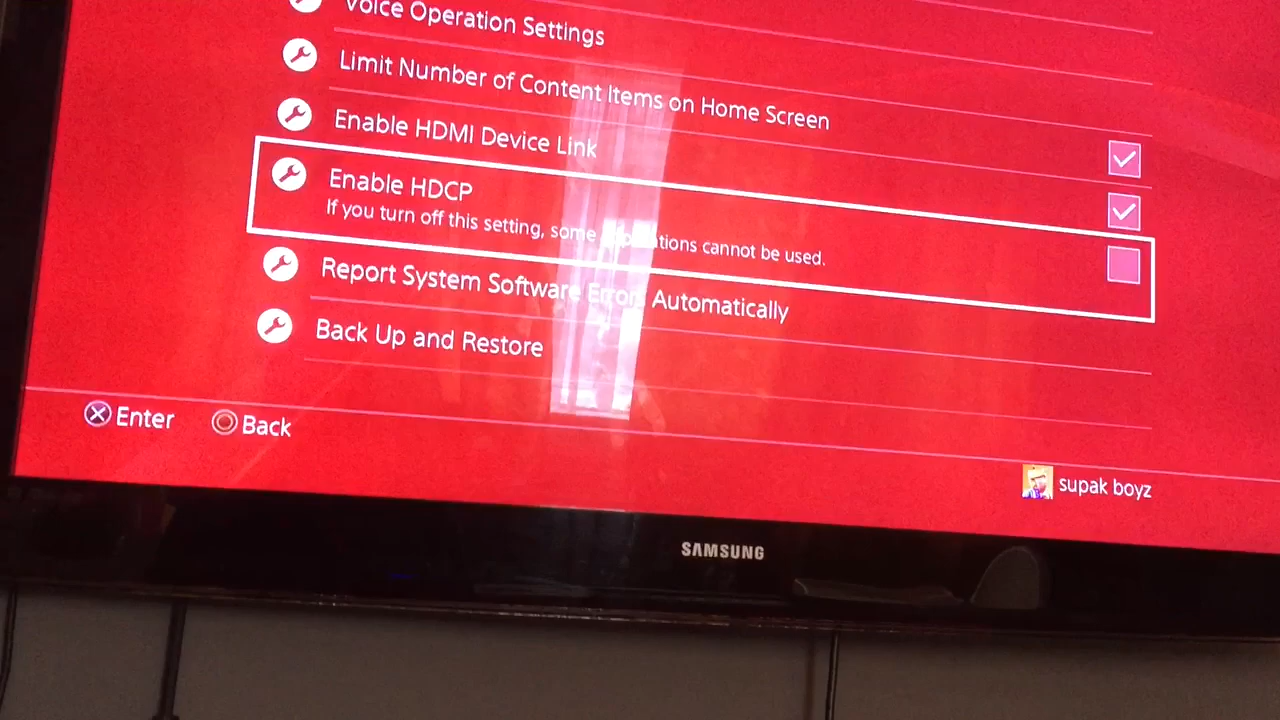 Voice Operation Settings
Limit Number of Content Items on Home Screen
Enable HDMI Device Link
Enable HDCP
If you turn off this setting, some cannot be used.
Report System Software Errors Automatically
Back Up and Restore
Enter Back
supak boyz
SAMSUNG